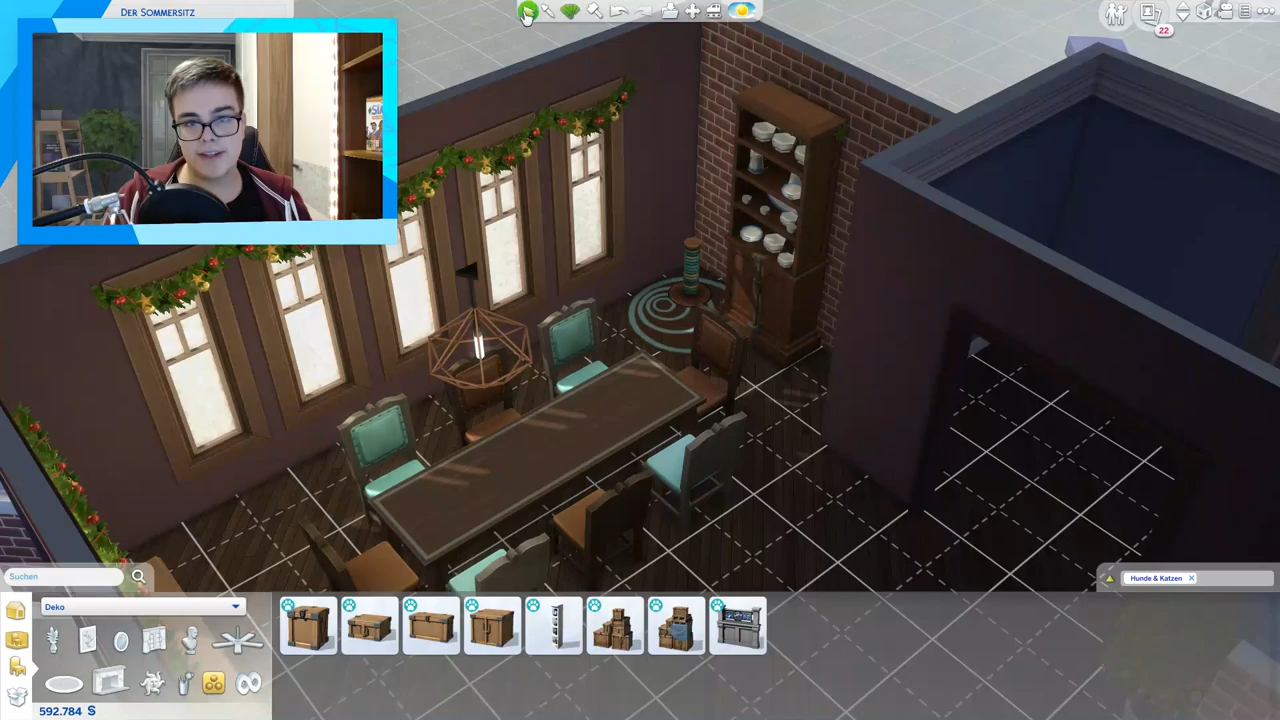 DER SOMMERSITZ
22
Suchen
Hunde & Katzen
Deko
592.784 S